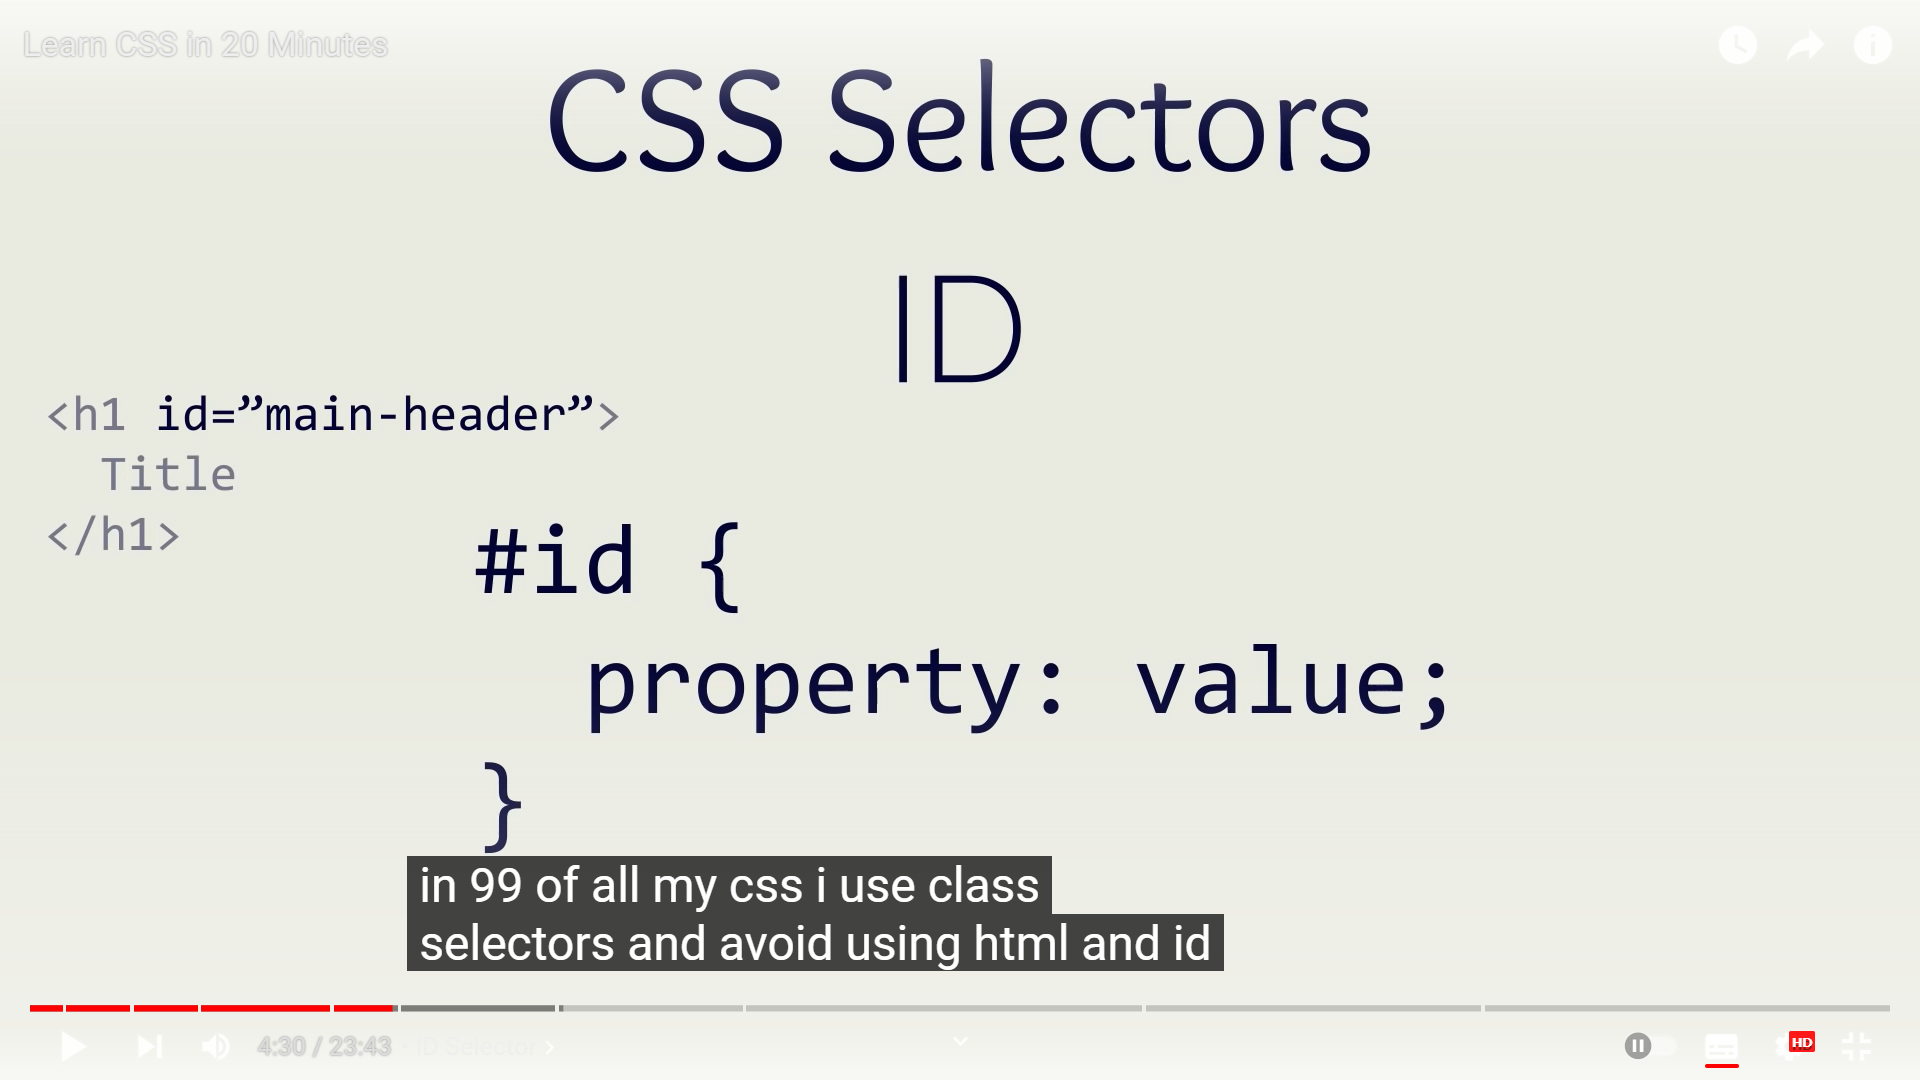 Learn CSS in 20 Minutes
CSS Selectors
ID
<h1 id=”main-header”>
Title
</h1>
#id {
property: value;
}
in 99 of all my css i use class
selectors and avoid using html and id
4:30 / 23:43 • ID Selector
HD